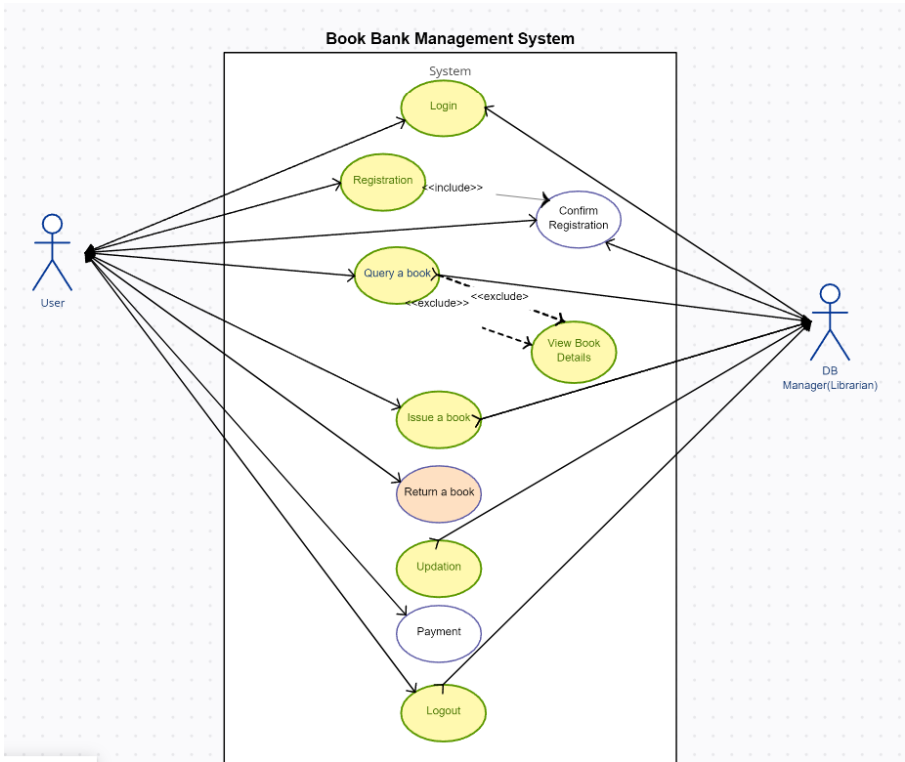 Book Bank Management System
System
Login
Registration
<<include>>
Confirm
Registration
User
Query a book
<<exclude>>
<<exclude>
View Book
Details
DB
Manager(Librarian)
Issue a book
Return a book
Updation
Payment
Logout